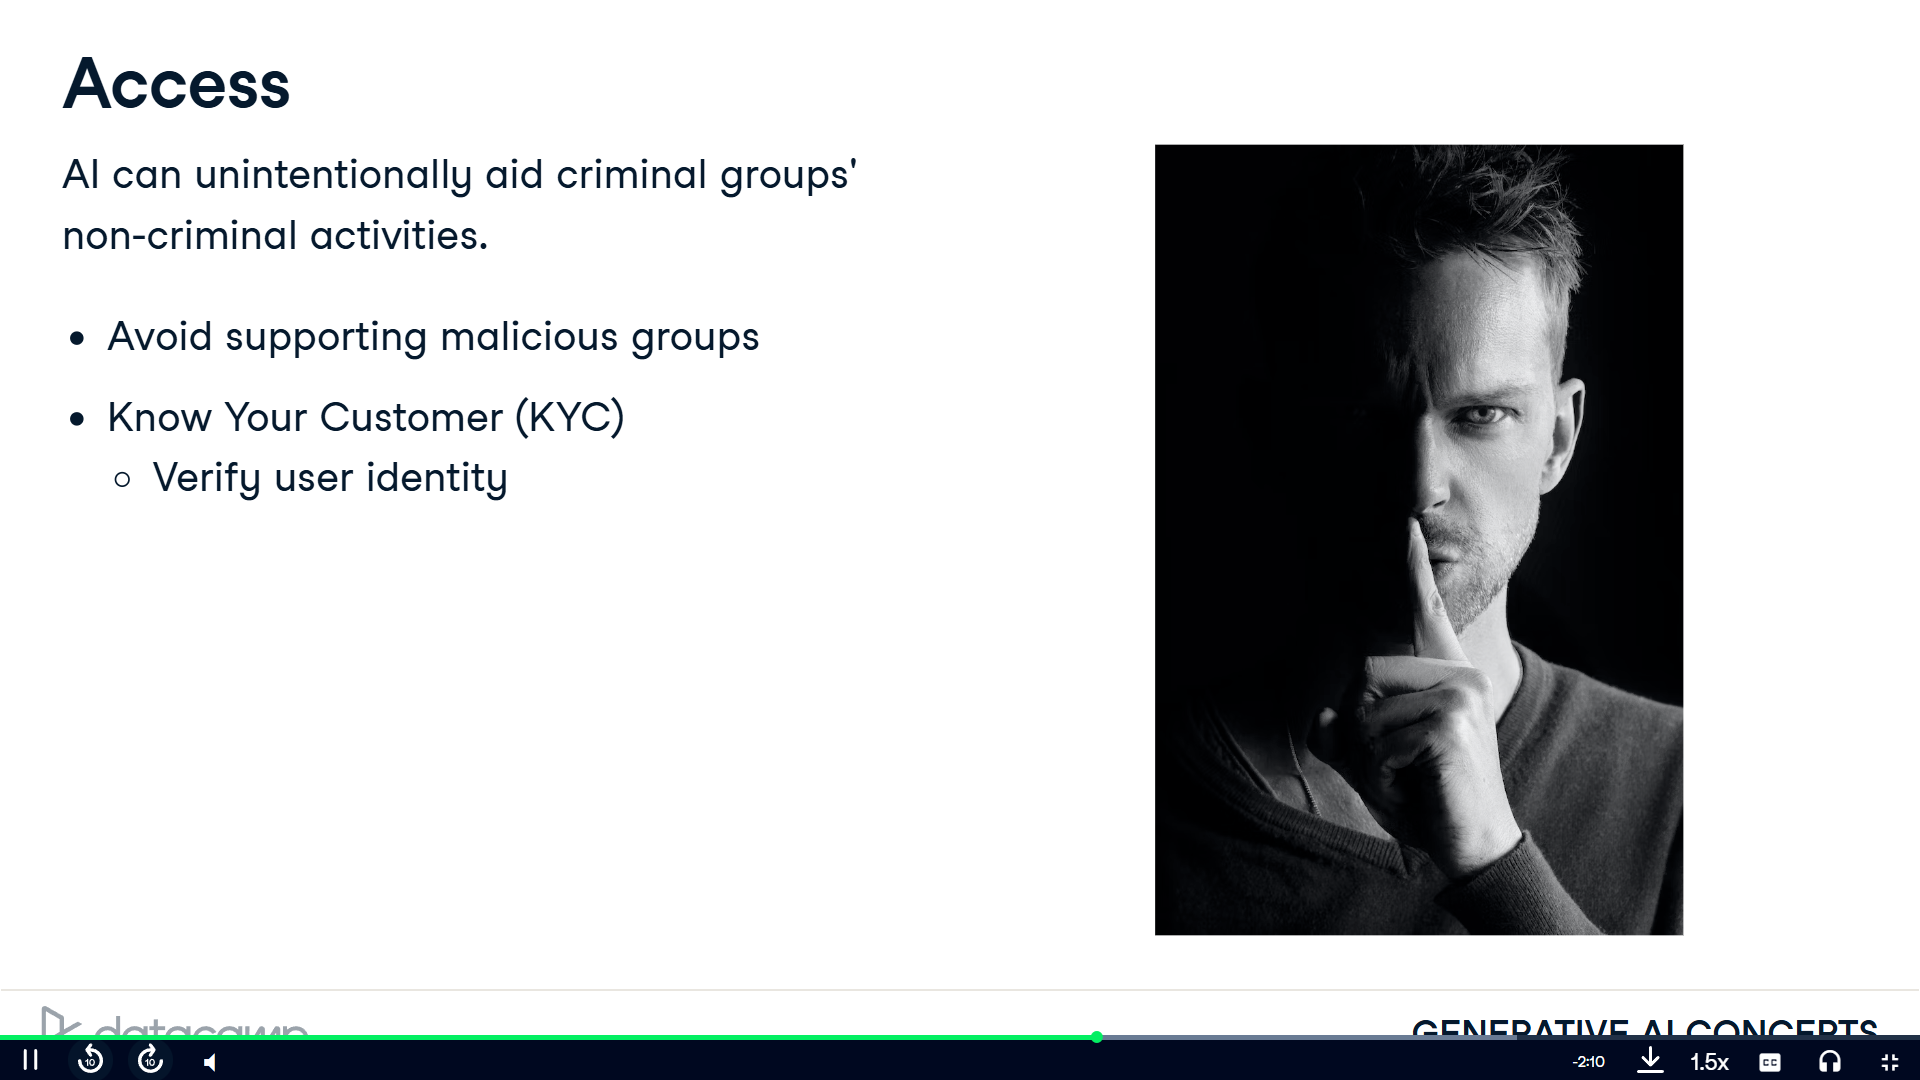 Access
AI can unintentionally aid criminal groups'
non-criminal activities.
• Avoid supporting malicious groups
• Know Your Customer (KYC)
○ Verify user identity
datacamp
GENERATIVE AI CONCEPTS
10
10
-2:10
1.5x
CC